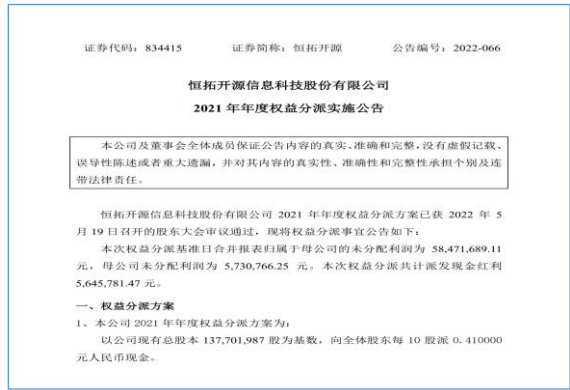 证券代码：834415 证券简称：恒拓开源 公告编号：2022-066
恒拓开源信息科技股份有限公司
2021 年年度权益分派实施公告
本公司及董事会全体成员保证公告内容的真实、准确和完整，没有虚假记载、
误导性陈述或者重大遗漏，并对其内容的真实性、准确性和完整性承担个别及连
带法律责任。
恒拓开源信息科技股份有限公司 2021 年年度权益分派方案已获 2022 年 5
月 19 日召开的股东大会审议通过，现将权益分派事宜公告如下：
本次权益分派基准日合并报表归属于母公司的未分配利润为 58,471,689.11
元，母公司未分配利润为 5,730,766.25 元。本次权益分派共计派发现金红利
5,645,781.47 元。
一、权益分派方案
1、本公司 2021 年年度权益分派方案为：
以公司现有总股本 137,701,987 股为基数，向全体股东每 10 股派 0.410000
元人民币现金。